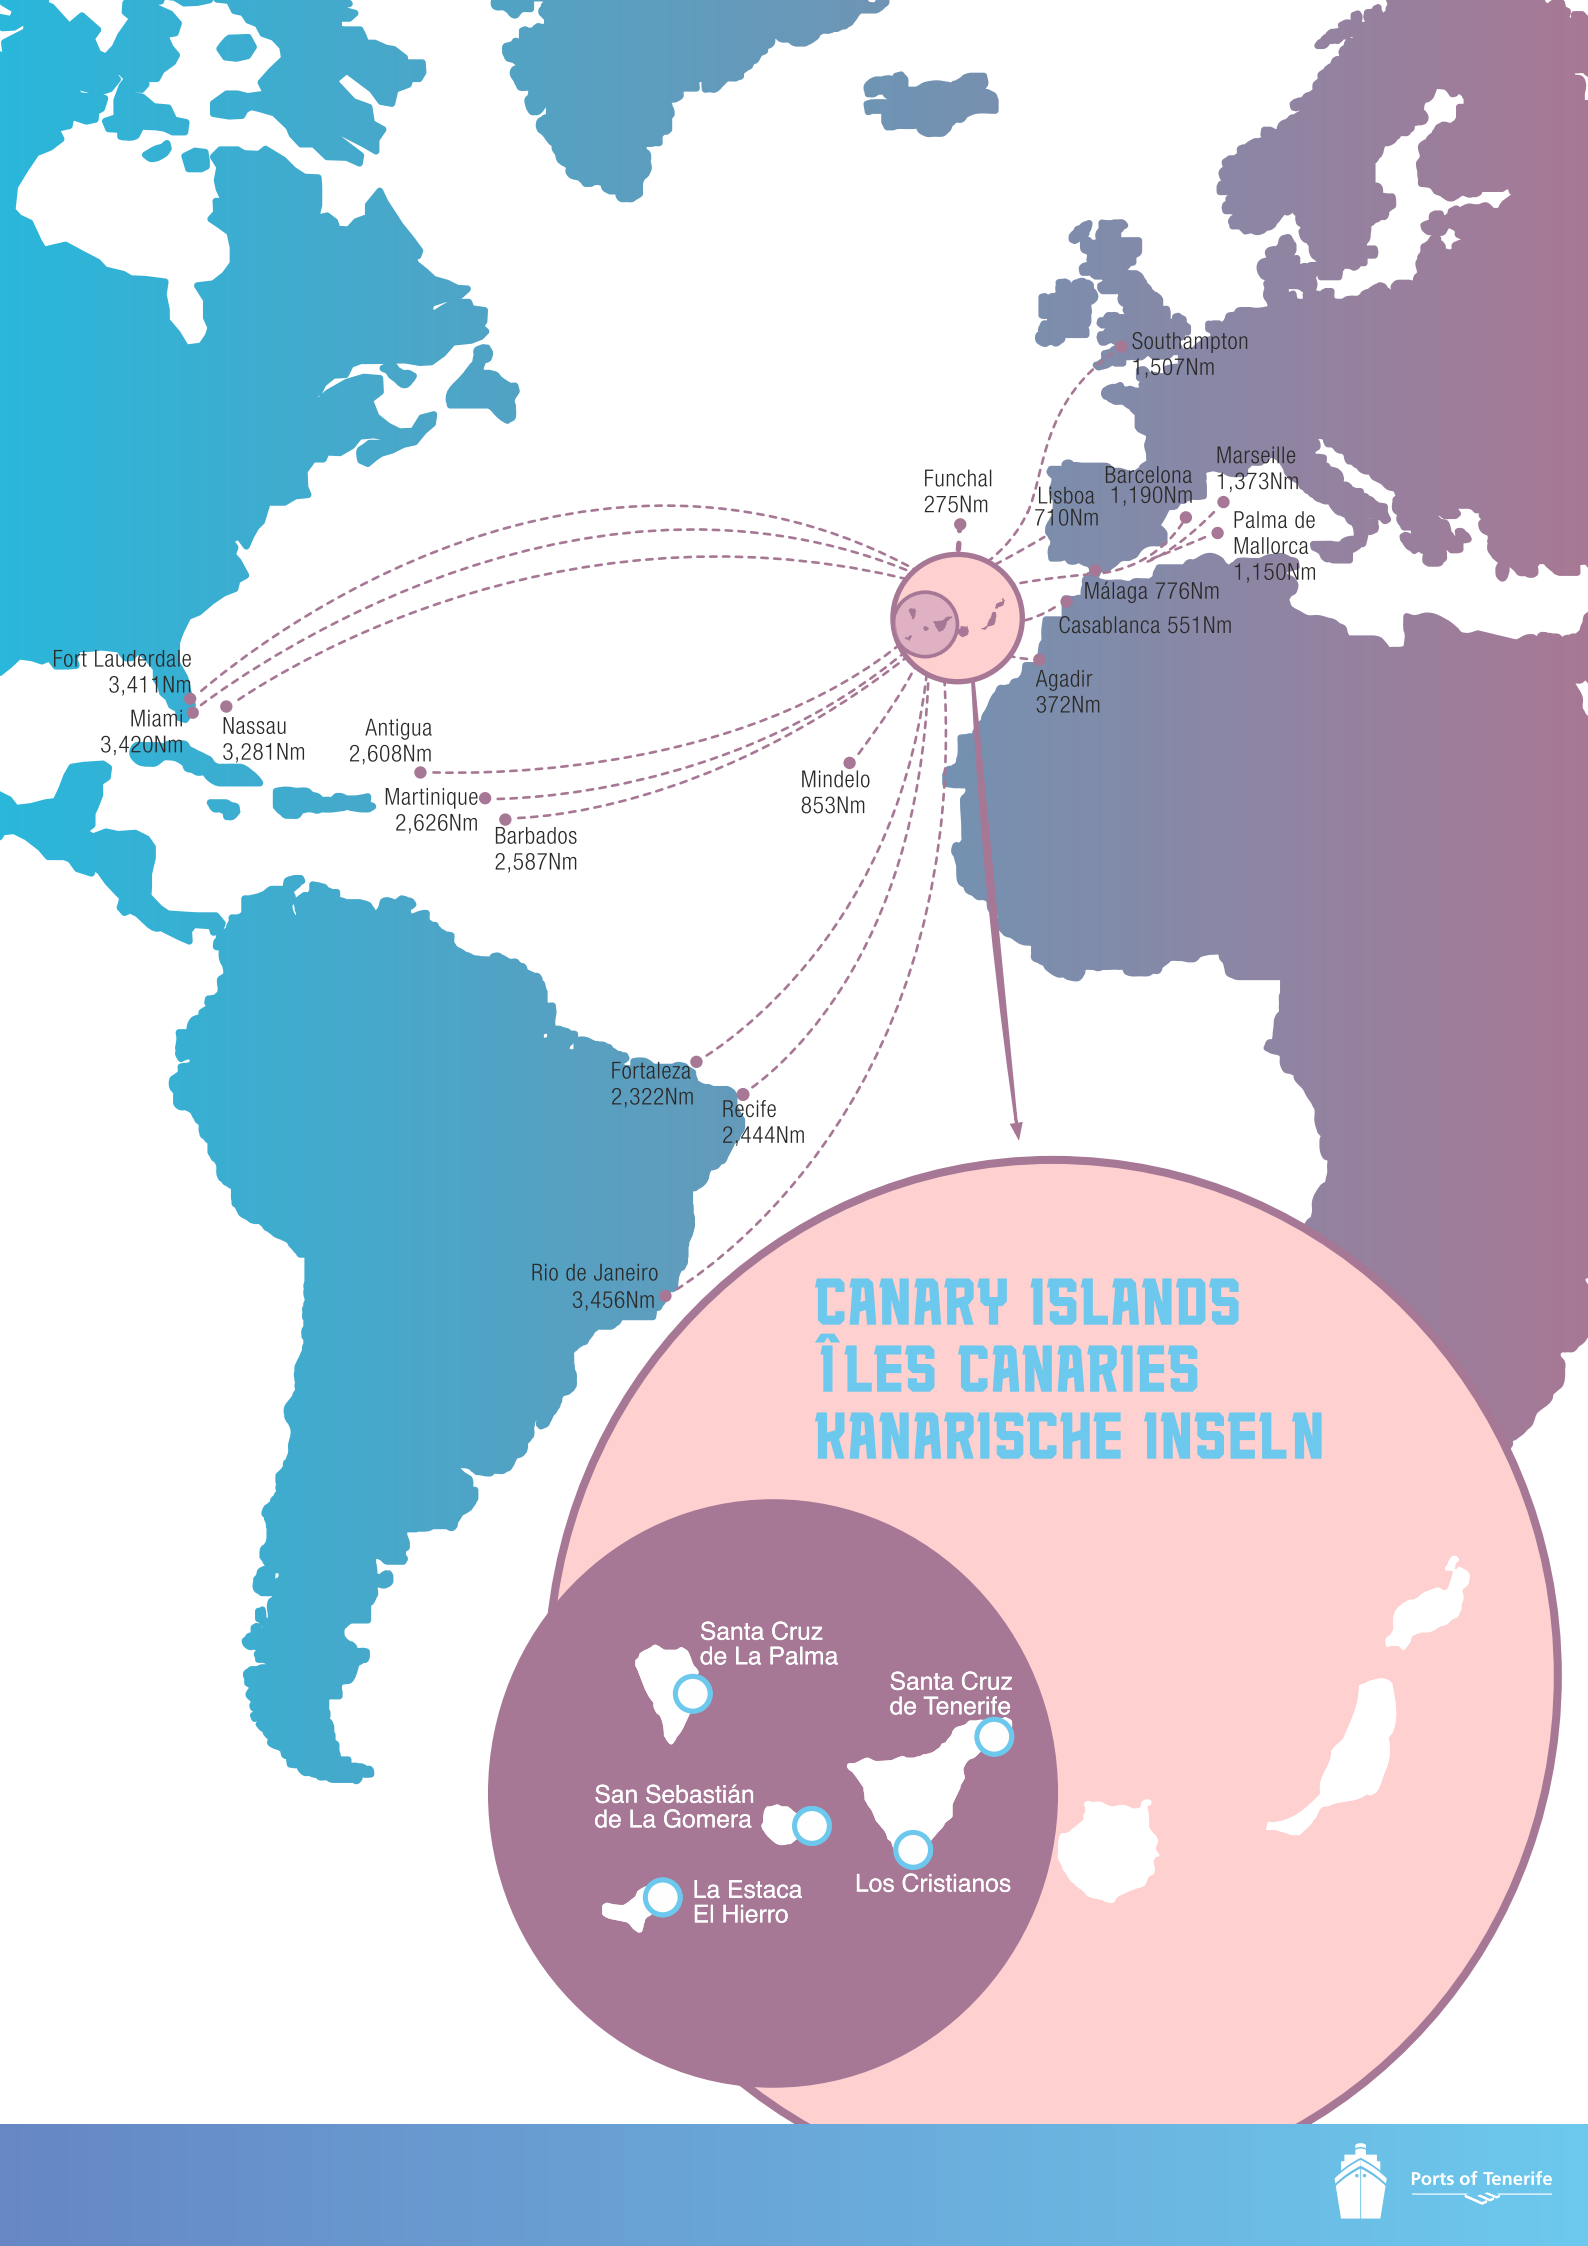 Southampton
1,507Nm
Marseille
1,373Nm
Barcelona
1,190Nm
Funchal
275Nm
Lisboa
710Nm
Palma de
Mallorca
1,150Nm
Málaga 776Nm
Casablanca 551Nm
Agadir
372Nm
Fort Lauderdale
3,411Nm
Miami
3,420Nm
Nassau
3,281Nm
Antigua
2,608Nm
Martinique
2,626Nm
Barbados
2,587Nm
Mindelo
853Nm
Fortaleza
2,322Nm
Recife
2,444Nm
Rio de Janeiro
3,456Nm
CANARY ISLANDS
ÎLES CANARIES
KANARISCHE INSELN
Santa Cruz
de La Palma
Santa Cruz
de Tenerife
San Sebastián
de La Gomera
Los Cristianos
La Estaca
El Hierro
Ports of Tenerife